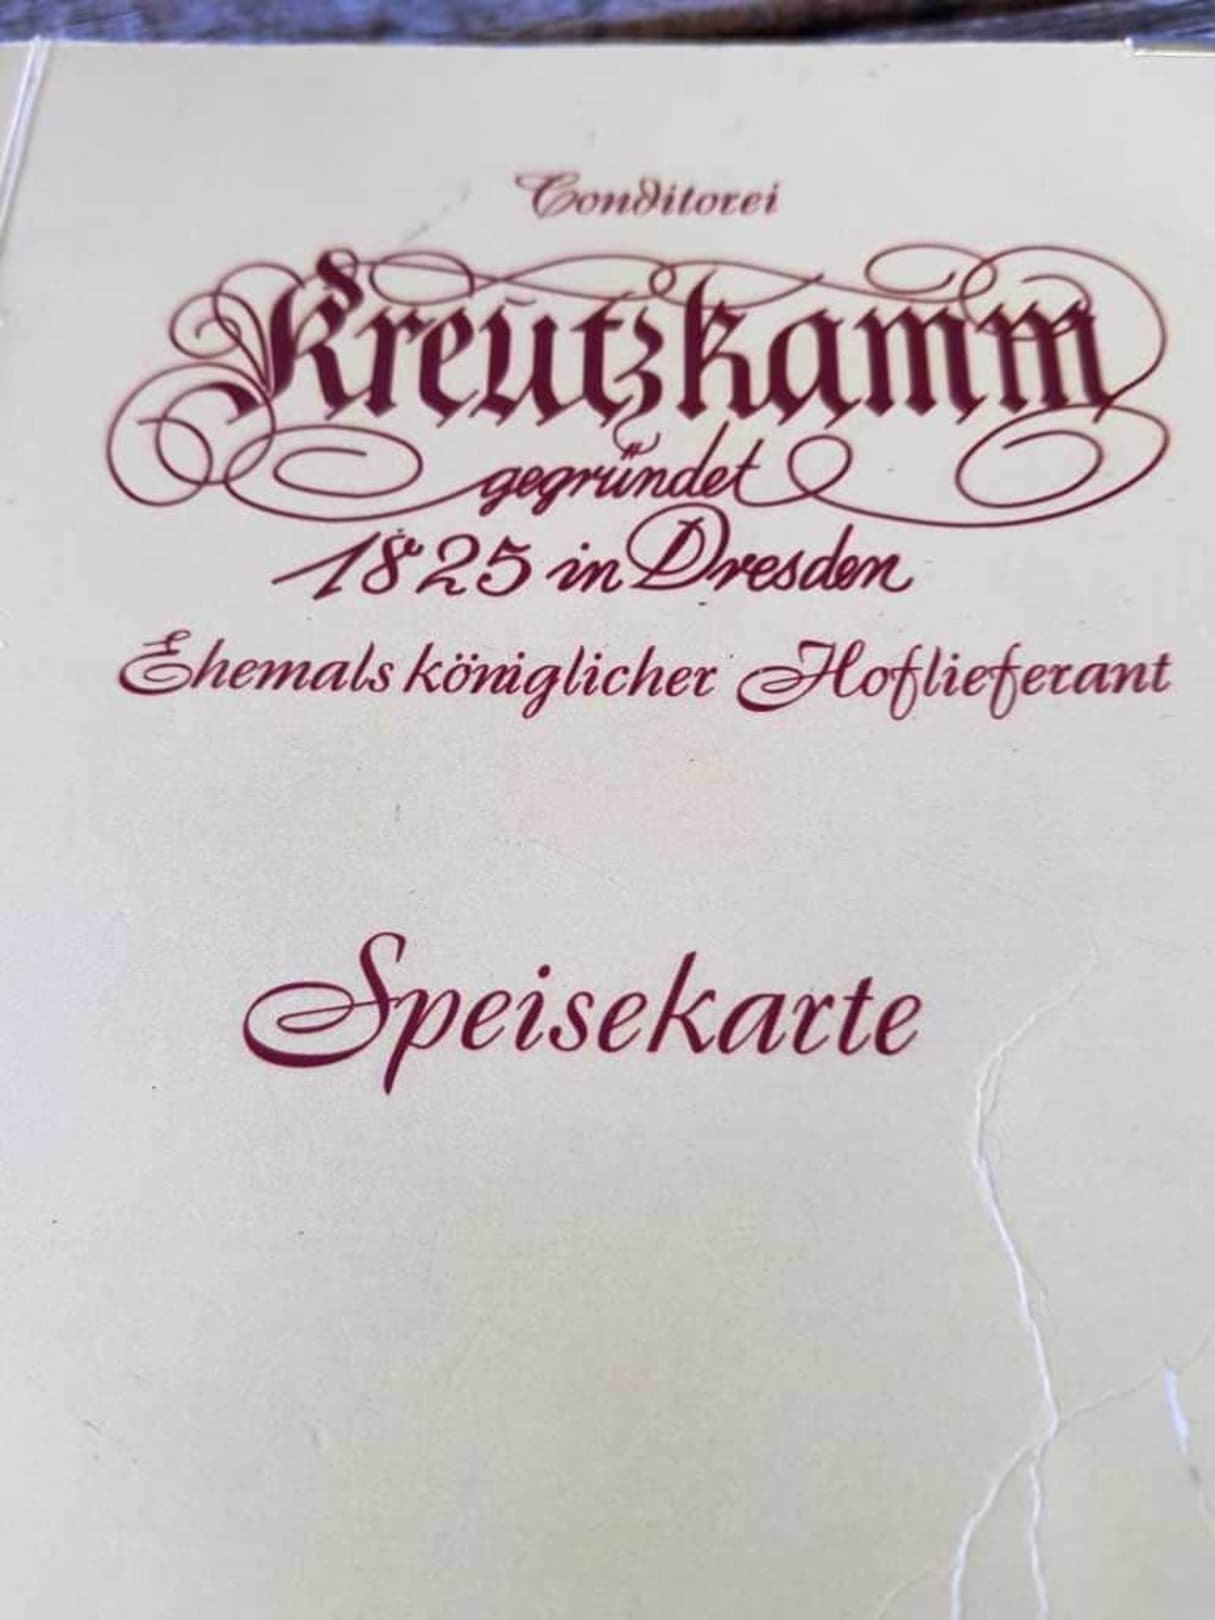 Conditorei
Kreutzkamm
gegründet
1825 in Dresden
Ehemals königlicher Hoflieferant
Speisekarte